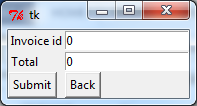 tk
Invoice id 0
Total 0
Submit Back